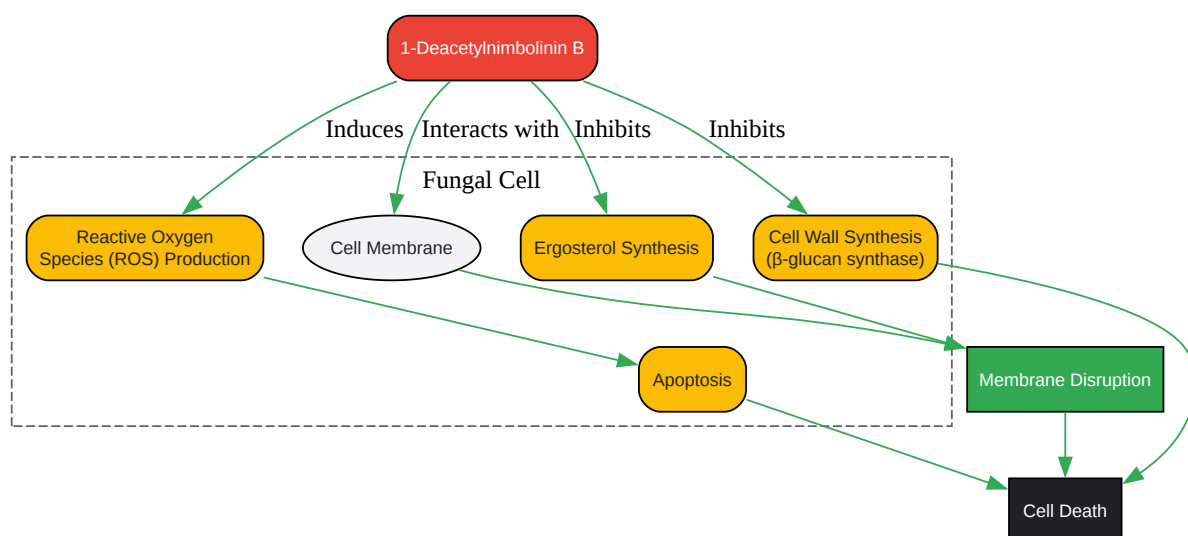 1-Deacetylnimbolinin B
Induces
Interacts with
Inhibits
Inhibits
Fungal Cell
Reactive Oxygen
Species (ROS) Production
Cell Membrane
Ergosterol Synthesis
Cell Wall Synthesis
(β-glucan synthase)
Apoptosis
Membrane Disruption
Cell Death